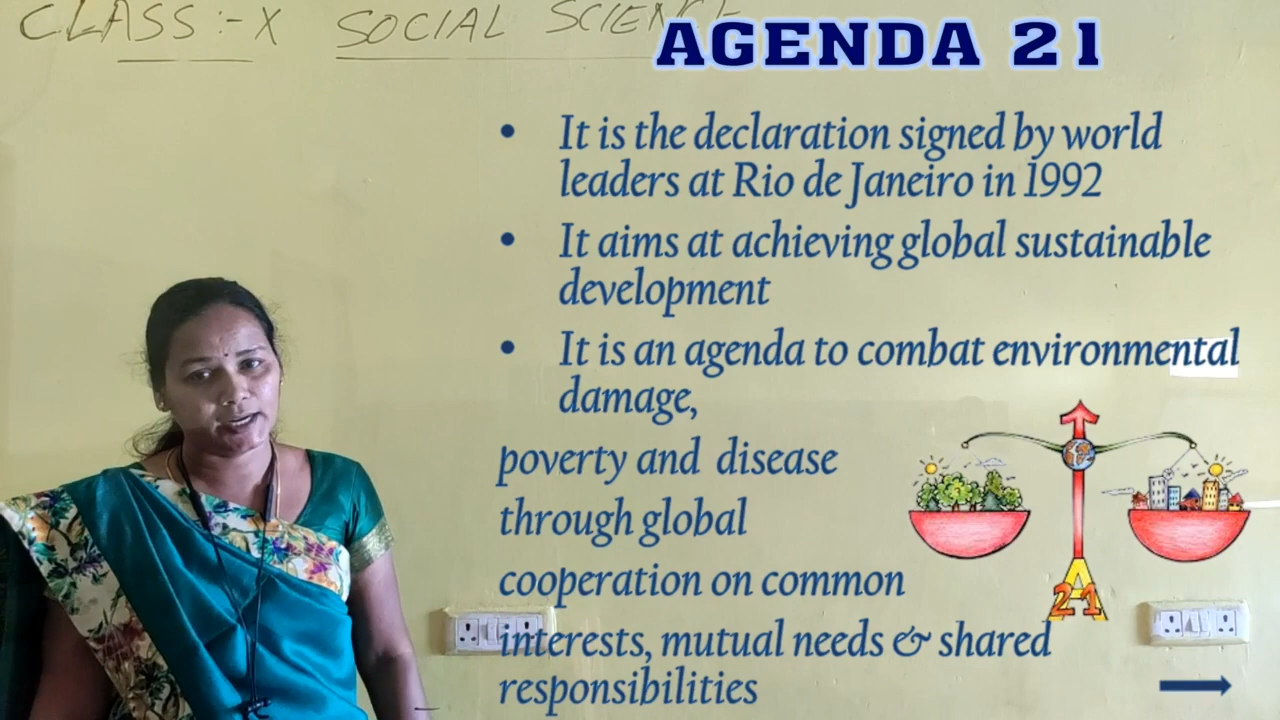 CLASS :- X SOCIAL SCIENCE
AGENDA 21
• It is the declaration signed by world
leaders at Rio de Janeiro in 1992
• It aims at achieving global sustainable
development
• It is an agenda to combat environmental
damage,
poverty and disease
through global
cooperation on common
interests, mutual needs & shared
responsibilities
A
21